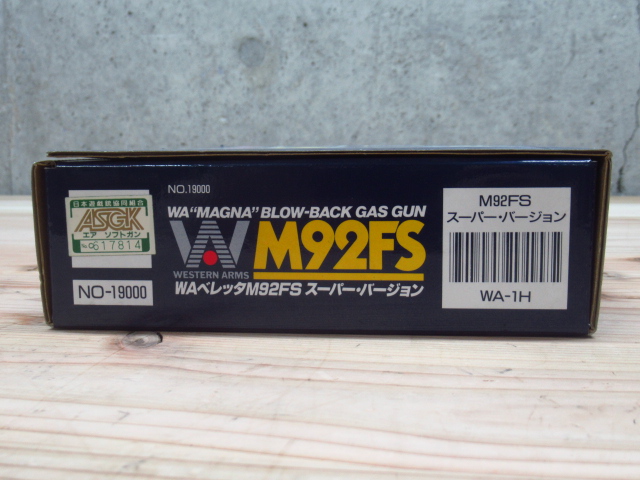 日本遊戯銃協同組合
ASGK
エア ソフトガン
No.C617814
NO-19000
NO.19000
WA"MAGNA"BLOW-BACK GAS GUN
WESTERN ARMS
M92FS
WAベレッタM92FS スーパー・バージョン
M92FS
スーパー・バージョン
WA-1H